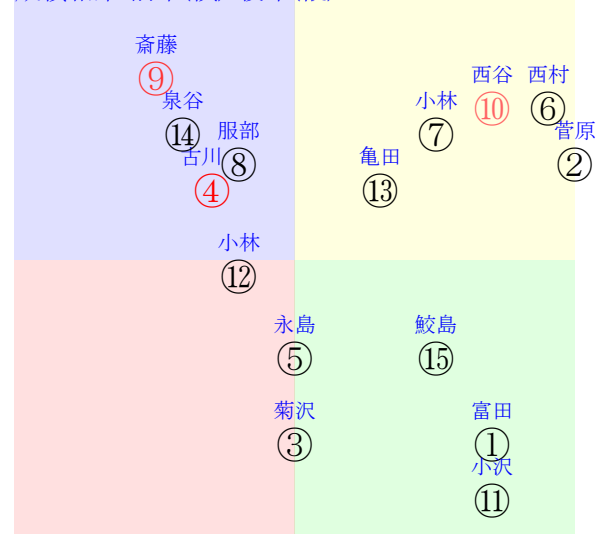 斎藤
⑨
西谷
⑩
西村
⑥
泉谷
⑭
小林
⑦
服部
⑧
菅原
②
古川
④
亀田
⑬
小林
⑫
永島
⑤
鮫島
⑮
菊沢
③
富田
①
小沢
⑪